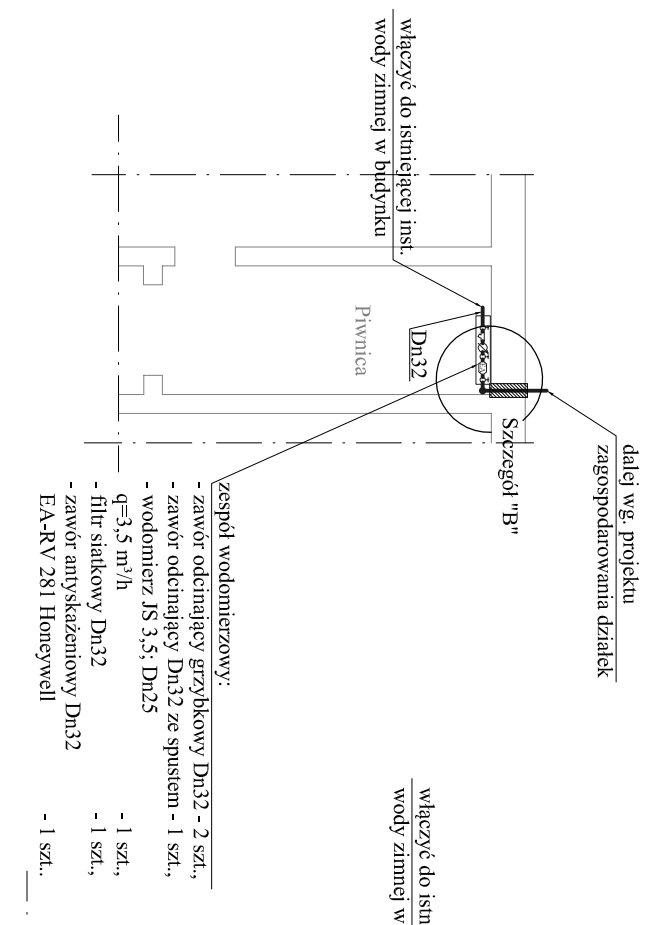 dalej wg. projektu
zagospodarowania działek
Szczegół "B"
włączyć do istniejącej inst.
wody zimnej w budynku
Dn32
Piwnica
zespół wodomierzowy:
- zawór odcinający grzybkowy Dn32 - 2 szt.,
- zawór odcinający Dn32 ze spustem - 1 szt.,
- wodomierz JS 3,5; Dn25
q=3,5 m³/h - 1 szt.,
- filtr siatkowy Dn32 - 1 szt.,
- zawór antyskażeniowy Dn32
EA-RV 281 Honeywell - 1 szt..
włączyć do istn
wody zimnej w